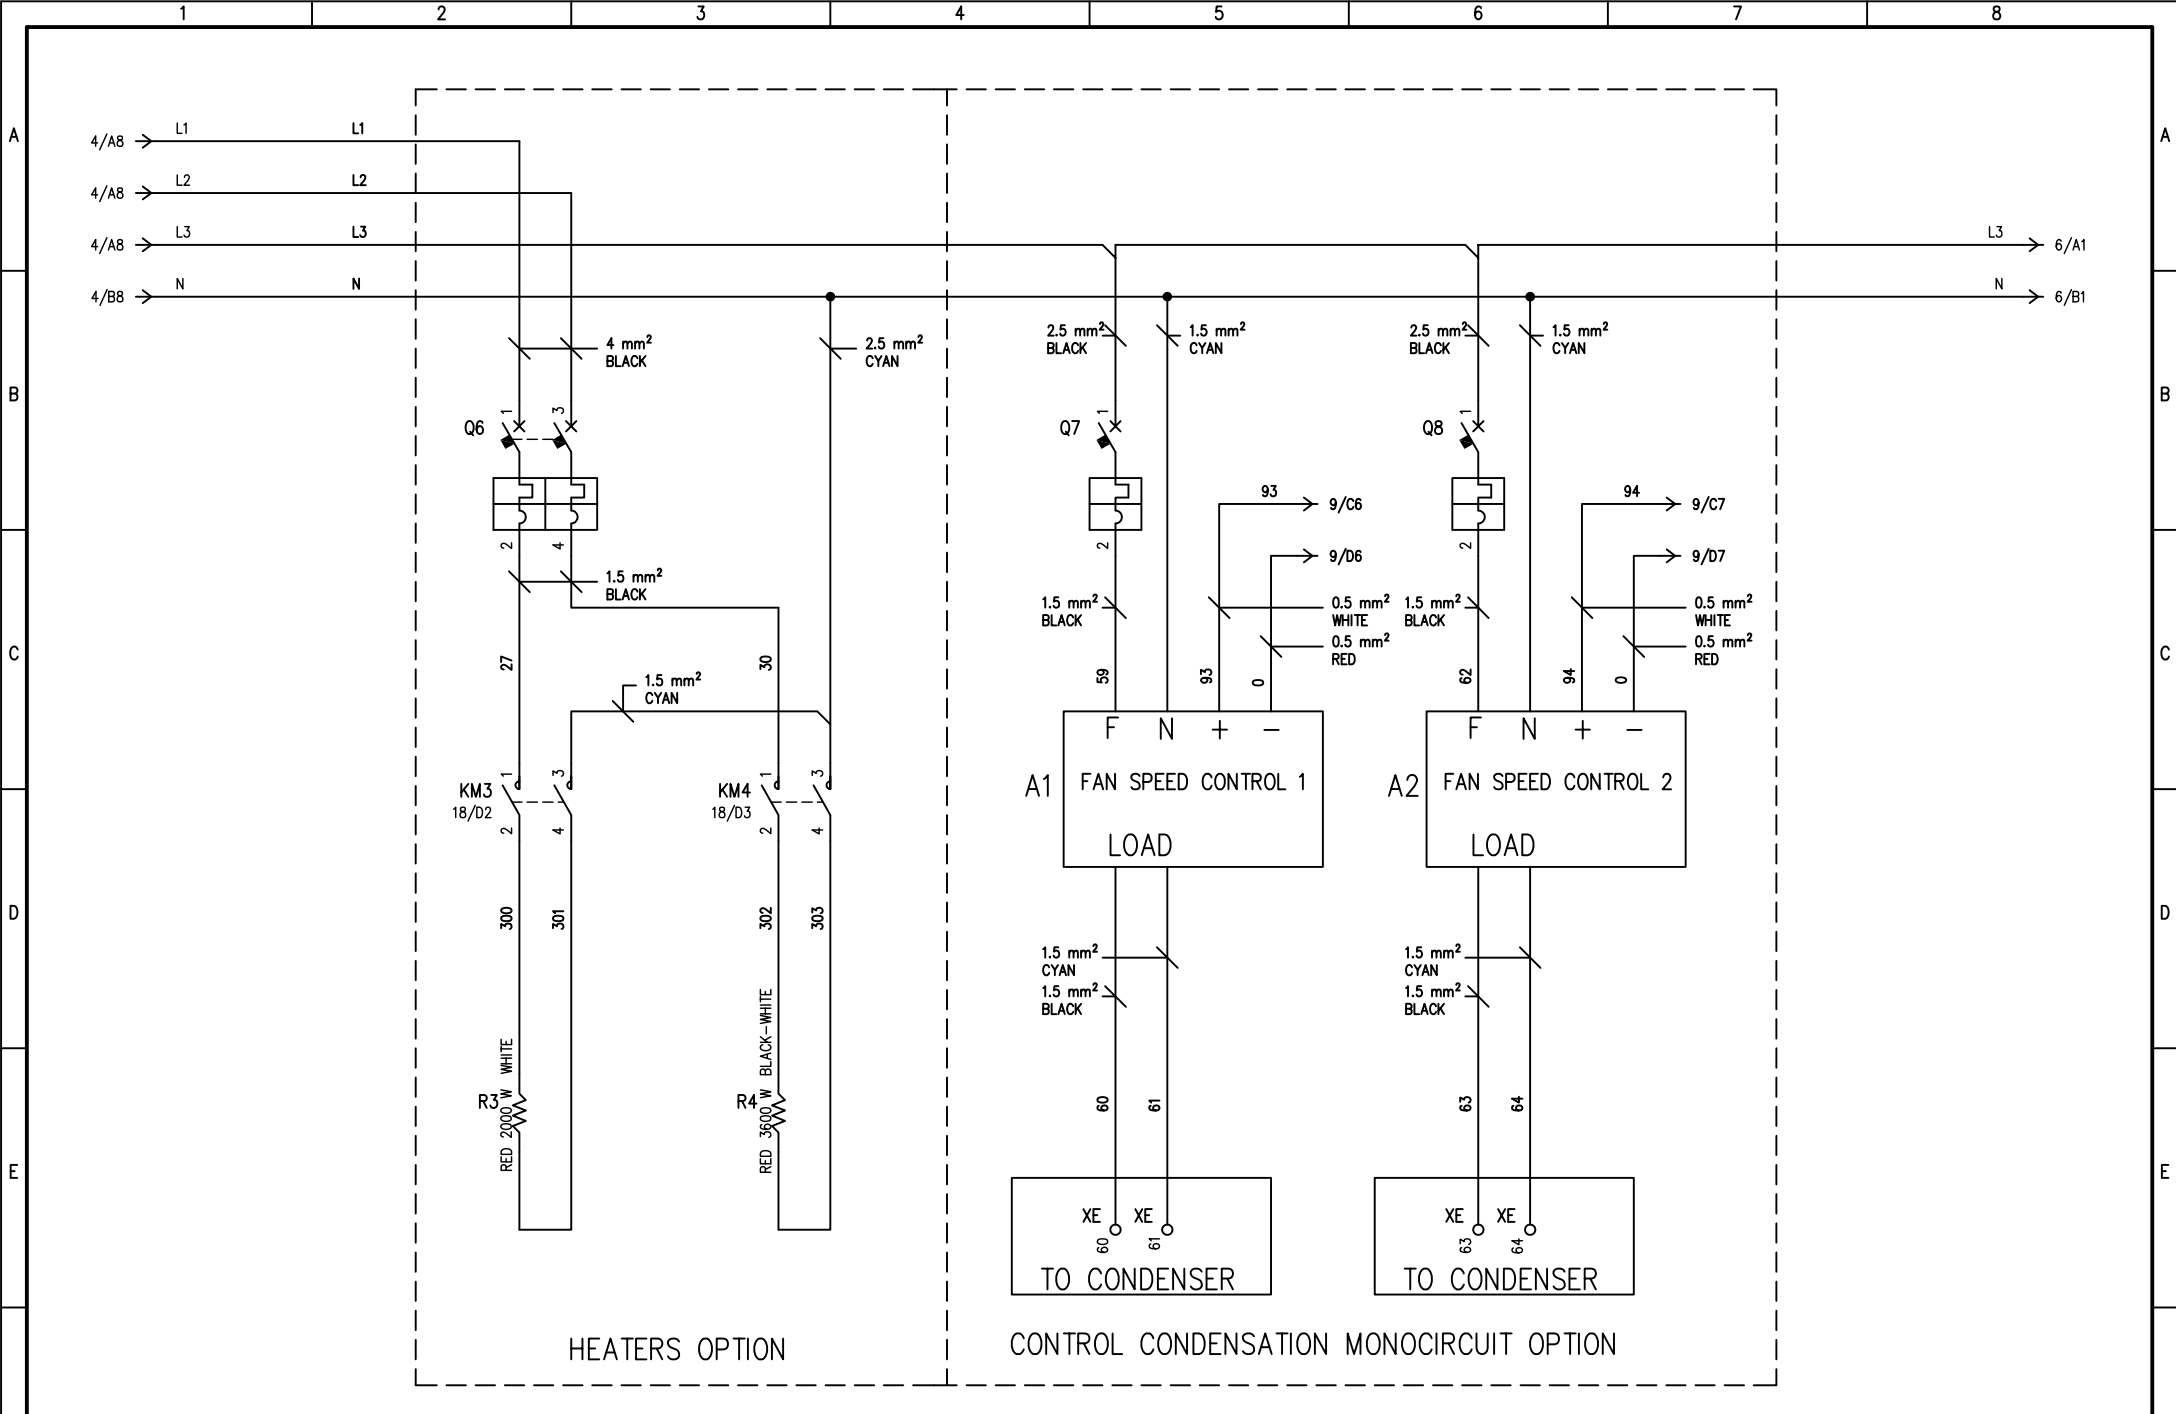 1 2 3 4 5 6 7 8
A A
4/A8 L1 L1
4/A8 L2 L2
4/A8 L3 L3 L3 6/A1
4/B8 N N N 6/B1
4 mm²
BLACK
2.5 mm²
CYAN
2.5 mm²
BLACK
1.5 mm²
CYAN
2.5 mm²
BLACK
1.5 mm²
CYAN
B B
Q6 1 3
Q7 1
Q8 1
93 9/C6
94 9/C7
2 4 2 2
9/D6
9/D7
1.5 mm²
BLACK
1.5 mm²
BLACK
0.5 mm²
WHITE
0.5 mm²
RED
1.5 mm²
BLACK
0.5 mm²
WHITE
0.5 mm²
RED
C C
27 30 59 93 0 62 94 0
1.5 mm²
CYAN
F N + −
F N + −
KM3 1 3
18/D2 2 4
KM4 1 3
18/D3 2 4
A1 FAN SPEED CONTROL 1
LOAD
A2 FAN SPEED CONTROL 2
LOAD
D D
300 301 302 303
1.5 mm²
CYAN
1.5 mm²
BLACK
1.5 mm²
CYAN
1.5 mm²
BLACK
R3
RED 2000 W WHITE
R4
RED 3600 W BLACK-WHITE
60 61 63 64
E E
XE XE
60 61
TO CONDENSER
XE XE
63 64
TO CONDENSER
HEATERS OPTION
CONTROL CONDENSATION MONOCIRCUIT OPTION